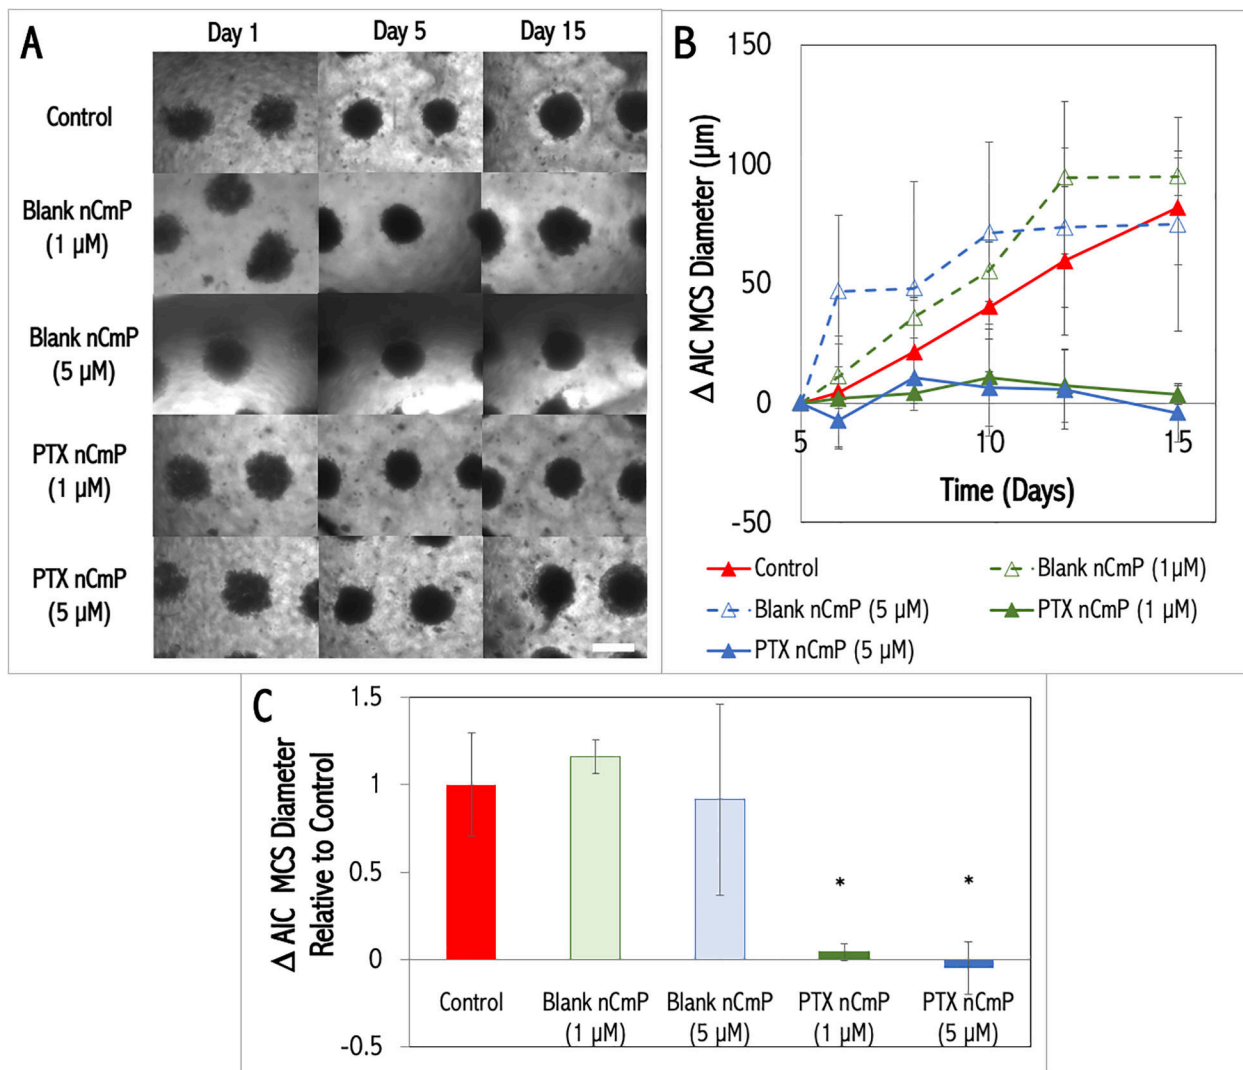 A
Day 1
Day 5
Day 15
Control
Blank nCmP
(1 µM)
Blank nCmP
(5 µM)
PTX nCmP
(1 µM)
PTX nCmP
(5 µM)
B
Δ AIC MCS Diameter (µm)
150
100
50
0
-50
5
10
15
Time (Days)
Control
Blank nCmP (1µM)
Blank nCmP (5 µM)
PTX nCmP (1 µM)
PTX nCmP (5 µM)
C
Δ AIC MCS Diameter
Relative to Control
1.5
1
0.5
0
-0.5
*
*
Control
Blank nCmP
(1 µM)
Blank nCmP
(5 µM)
PTX nCmP
(1 µM)
PTX nCmP
(5 µM)